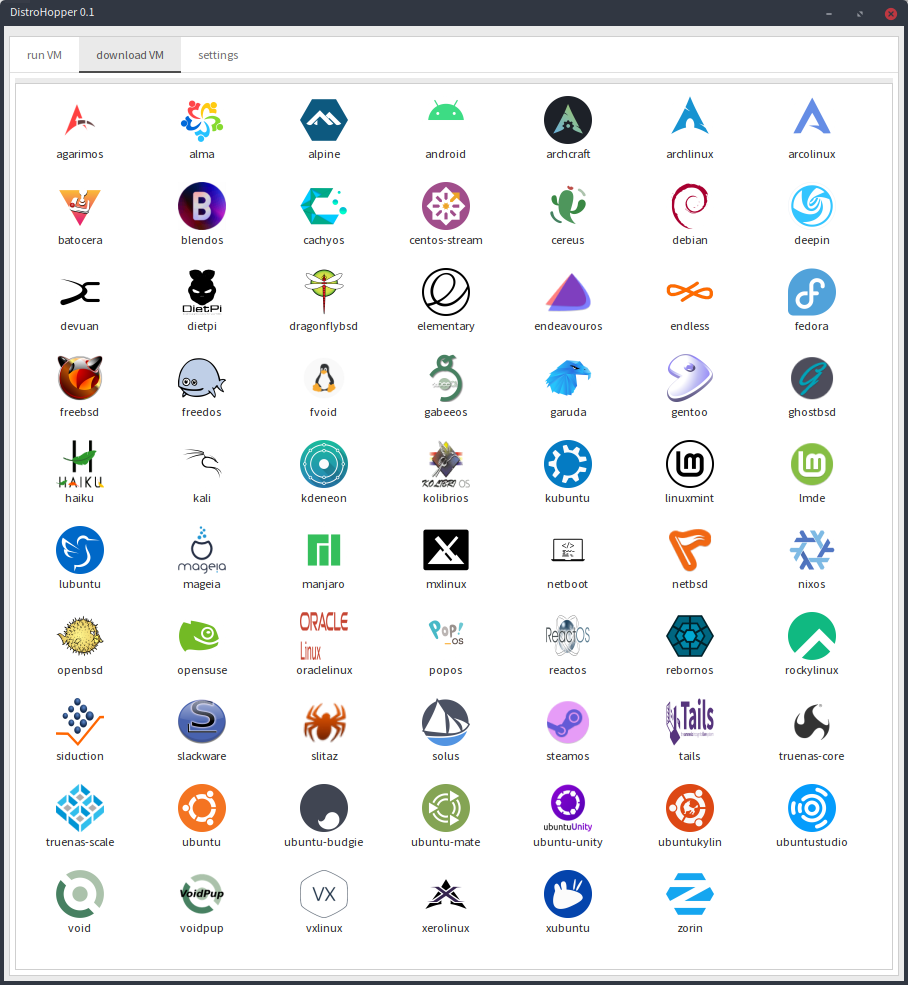 DistroHopper 0.1
run VM download VM settings
agarimos alma alpine android archcraft archlinux arcolinux
B
batocera blendos cachyos centos-stream cereus debian deepin
DietPi
devuan dietpi dragonflybsd elementary endeavouros endless fedora
freebsd freedos fvoid gabeeos garuda gentoo ghostbsd
HAIKU KOLIBRI OS lm lm
haiku kali kdeneon kolibrios kubuntu linuxmint lmde
mageia
lubuntu mageia manjaro mxlinux netboot netbsd nixos
ORACLE Pop! ReactOS
Linux _OS
openbsd opensuse oraclelinux popos reactos rebornos rockylinux
S Tails
siduction slackware slitaz solus steamos tails truenas-core
ubuntuUnity
truenas-scale ubuntu ubuntu-budgie ubuntu-mate ubuntu-unity ubuntukylin ubuntustudio
VoidPup VX
void voidpup vxlinux xerolinux xubuntu zorin